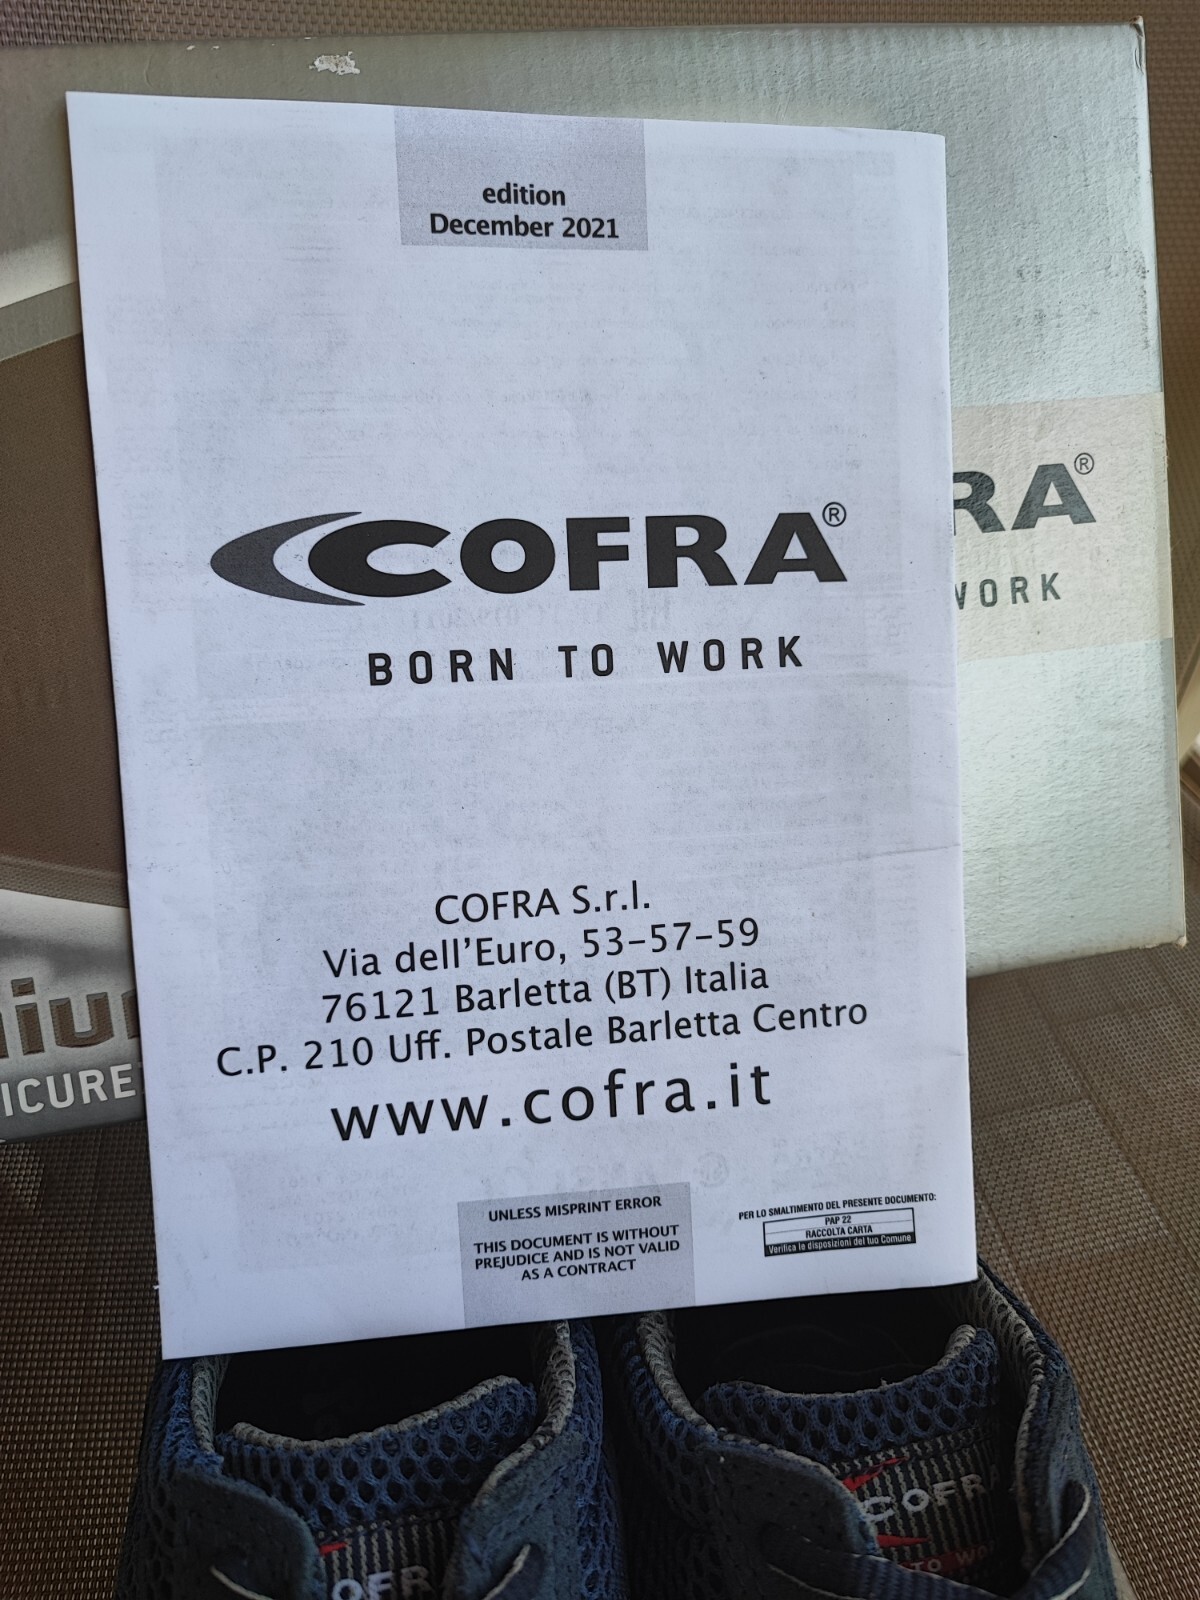 edition
December 2021
COFRA®
BORN TO WORK
COFRA S.r.l.
Via dell'Euro, 53-57-59
76121 Barletta (BT) Italia
C.P. 210 Uff. Postale Barletta Centro
www.cofra.it
UNLESS MISPRINT ERROR
THIS DOCUMENT IS WITHOUT
PREJUDICE AND IS NOT VALID
AS A CONTRACT
PER LO SMALTIMENTO DEL PRESENTE DOCUMENTO:
PAP 22
RACCOLTA CARTA
Verifica le disposizioni del tuo Comune
RA®
WORK
ICURE
OFR
COFRA
TO WO